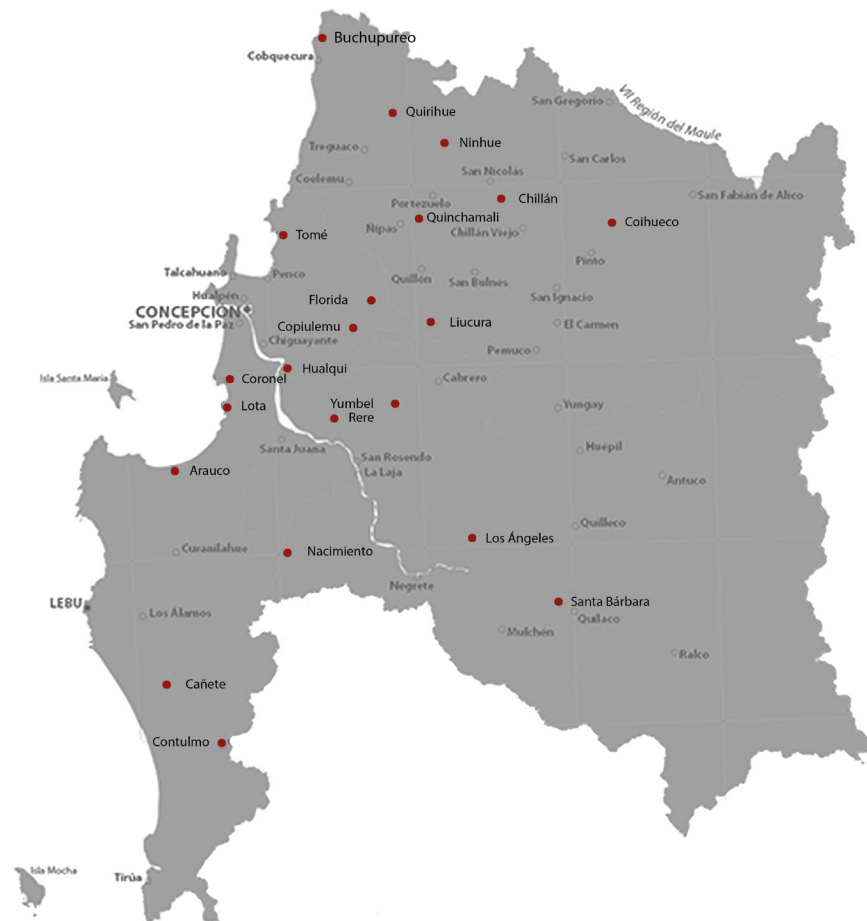 Buchupureo
Cobquecura
VII Región del Maule
San Gregorio
Quirihue
Ninhue
Treguaco
San Carlos
San Nicolás
Coelemu
Portezuelo
Chillán
San Fabián de Alico
Quinchamali
Ñipas
Chillán Viejo
Coihueco
Tomé
Pinto
Talcahuano
Penco
Quillón
San Bulnes
Hualpén
Florida
San Ignacio
CONCEPCIÓN
San Pedro de la Paz
Copiulemu
Liucura
El Carmen
Chiguayante
Pemuco
Hualqui
Isla Santa María
Coronel
Cabrero
Lota
Yumbel
Rere
Yungay
Santa Juana
San Rosendo
La Laja
Huépil
Arauco
Antuco
Quilleco
Los Ángeles
Curanilahue
Nacimiento
Negrete
LEBU
Los Álamos
Santa Bárbara
Quilaco
Mulchén
Ralco
Cañete
Contulmo
Isla Mocha
Tirúa